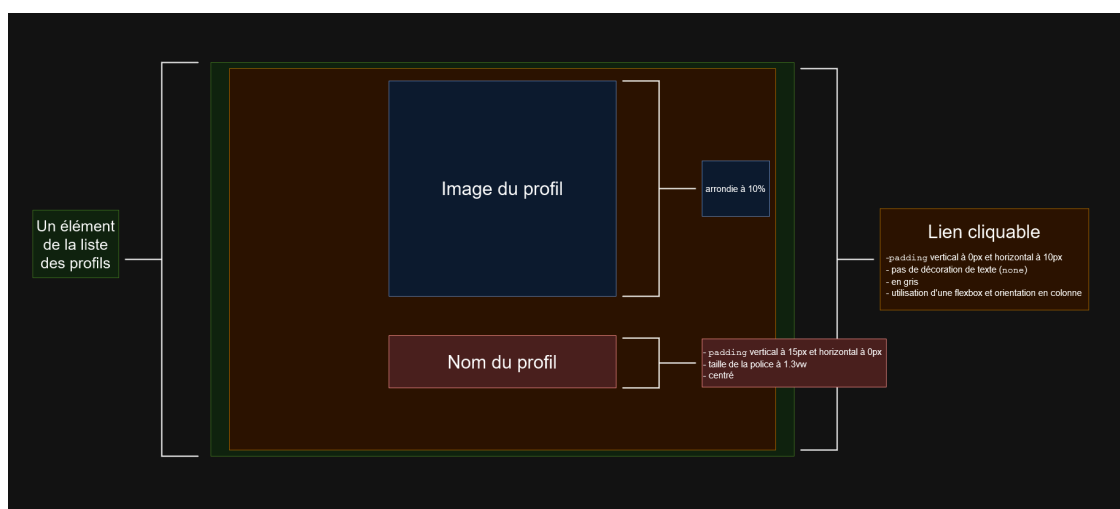 Un élément
de la liste
des profils
Image du profil
arrondie à 10%
Nom du profil
- padding vertical à 15px et horizontal à 0px
- taille de la police à 1.3vw
- centré
Lien cliquable
-padding vertical à 0px et horizontal à 10px
- pas de décoration de texte (none)
- en gris
- utilisation d'une flexbox et orientation en colonne